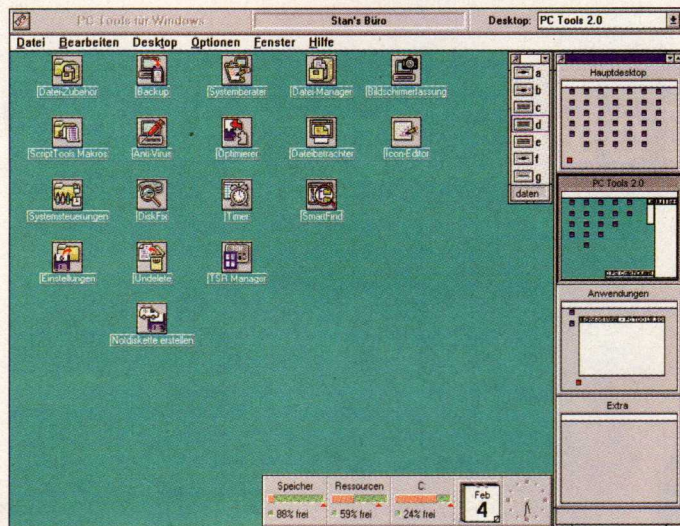 PC Tools für Windows
Stan's Büro
Desktop: PC Tools 2.0
Datei Bearbeiten Desktop Optionen Fenster Hilfe
Datei-Zubehör Backup Systemberater Datei-Manager Bildschirmerfassung
ScriptTools Makros Anti-Virus Optimierer Dateibetrachter Icon-Editor
Systemsteuerungen DiskFix Timer SmartFind
Einstellungen Undelete TSR Manager
Notdiskette erstellen
a
b
c
d
e
f
g
daten
Hauptdesktop
PC Tools 2.0
Anwendungen
Extra
Speicher Ressourcen C:
88% frei 59% frei 24% frei
Feb
4